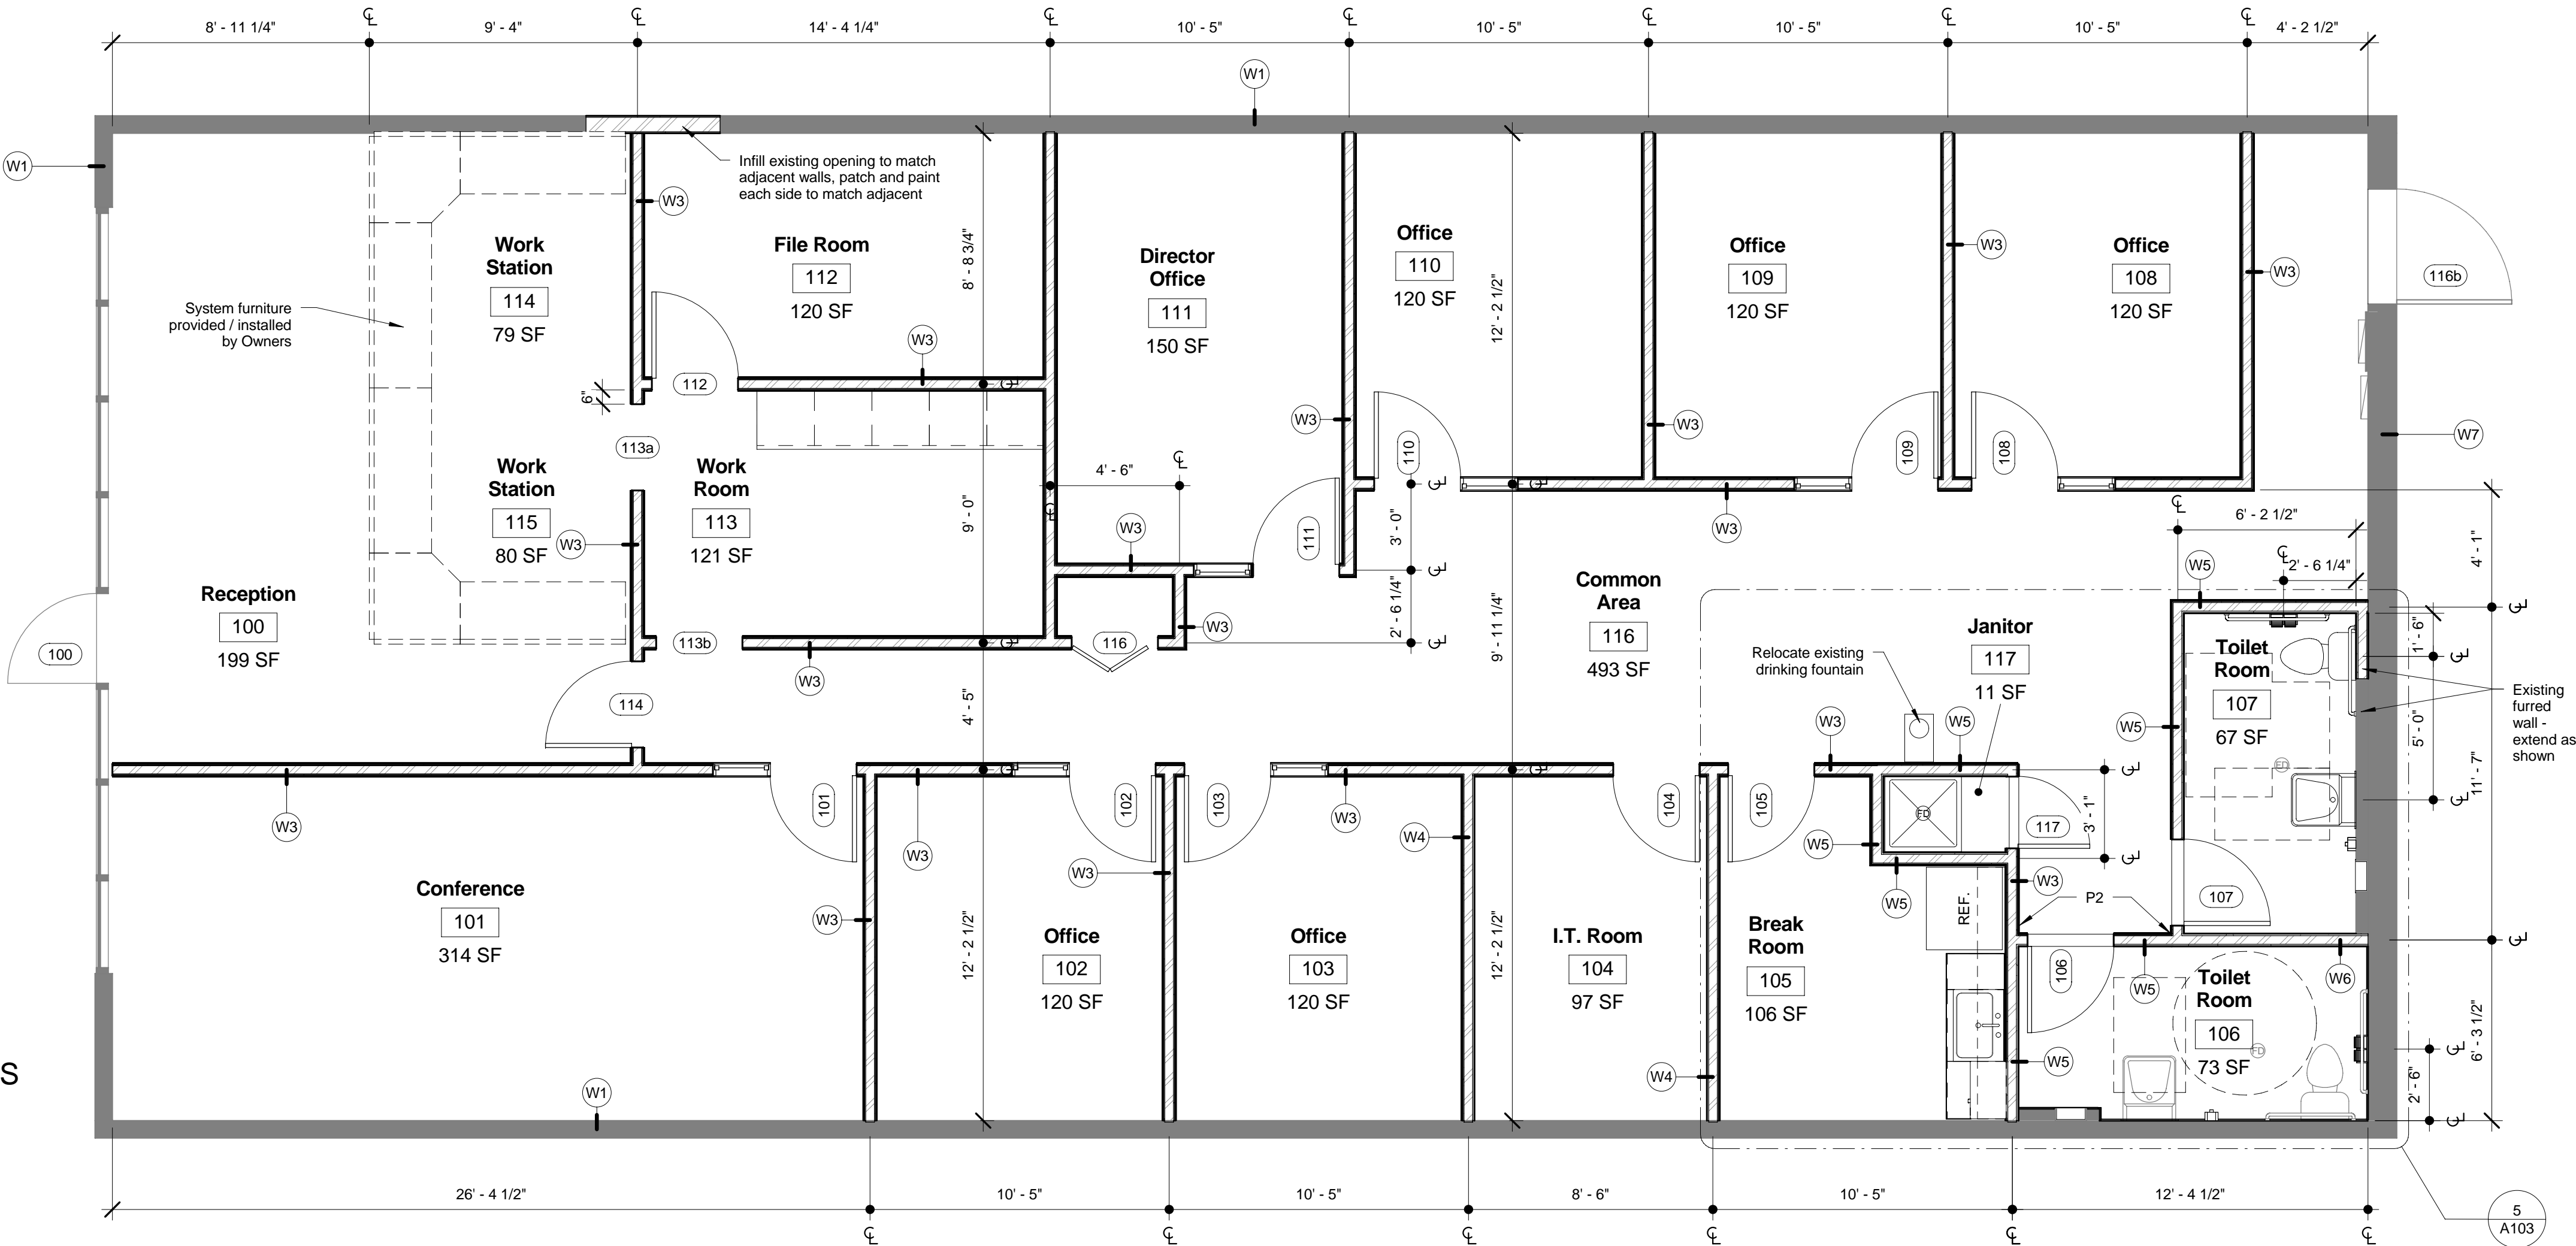 8' - 11 1/4"
9' - 4"
14' - 4 1/4"
10' - 5"
10' - 5"
10' - 5"
10' - 5"
4' - 2 1/2"
W1
W1
Infill existing opening to match
adjacent walls, patch and paint
each side to match adjacent
W3
Work
Station
114
79 SF
System furniture
provided / installed
by Owners
File Room
112
120 SF
8' - 8 3/4"
W3
112
6"
113a
Director
Office
111
150 SF
Office
110
120 SF
12' - 2 1/2"
Office
109
120 SF
W3
Office
108
120 SF
W3
116b
W3
W3
W7
110
109
108
Work
Station
115
80 SF
W3
Work
Room
113
121 SF
9' - 0"
4' - 6"
W3
111
3' - 0"
W3
6' - 2 1/2"
W5
2' - 6 1/4"
4' - 1"
Reception
100
199 SF
100
113b
W3
116
W3
2' - 6 1/4"
9' - 11 1/4"
Common
Area
116
493 SF
Janitor
117
11 SF
Relocate existing
drinking fountain
Toilet
Room
107
67 SF
FD
1' - 6"
Existing
furred
wall -
extend as
shown
5' - 0"
11' - 7"
114
4' - 5"
W3
W5
W5
W3
101
W3
102
103
W3
W4
104
105
W5
FD
117
3' - 1"
W3
W5
W3
P2
107
Conference
101
314 SF
W3
12' - 2 1/2"
Office
102
120 SF
Office
103
120 SF
12' - 2 1/2"
I.T. Room
104
97 SF
Break
Room
105
106 SF
REF.
106
W5
W6
Toilet
Room
106
73 SF
FD
6' - 3 1/2"
2' - 6"
S
W1
W4
W5
26' - 4 1/2"
10' - 5"
10' - 5"
8' - 6"
10' - 5"
12' - 4 1/2"
5
A103